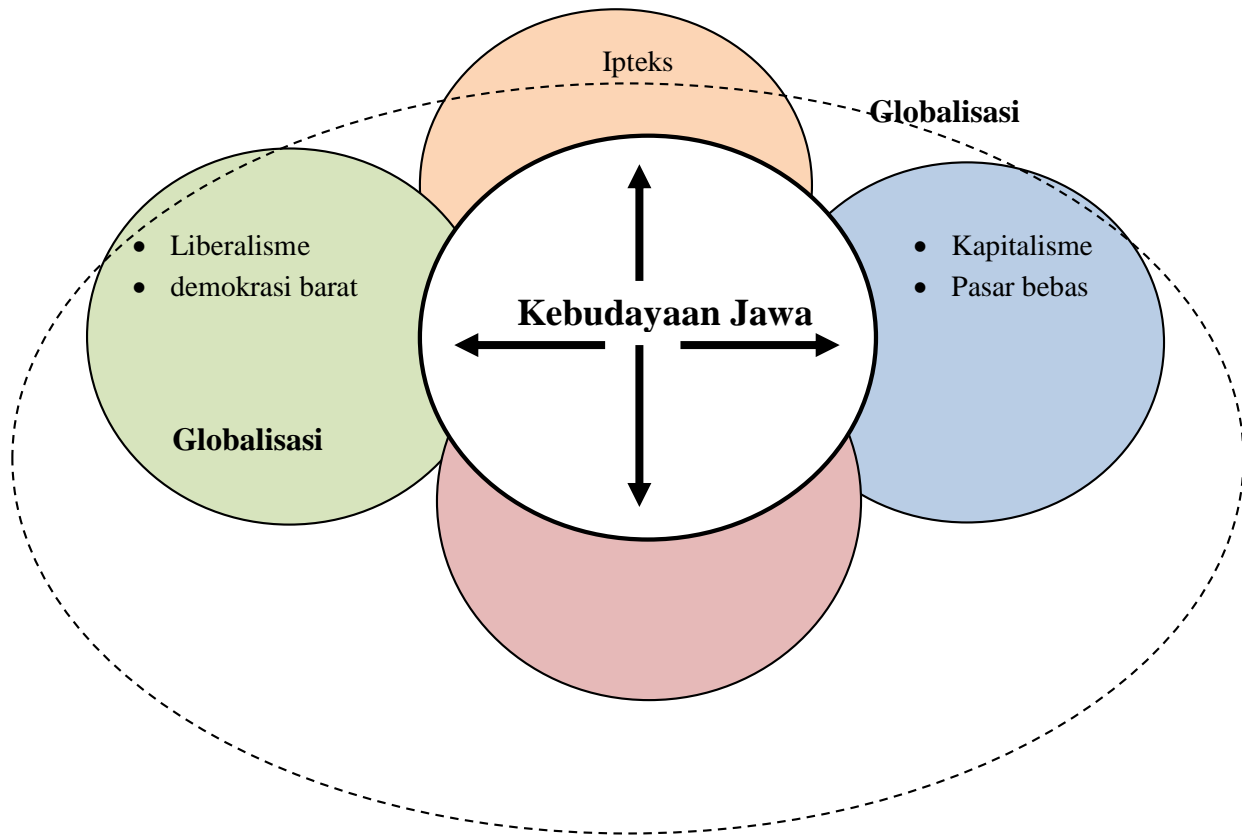 Ipteks
Globalisasi
• Liberalisme
• demokrasi barat
• Kapitalisme
• Pasar bebas
Kebudayaan Jawa
Globalisasi